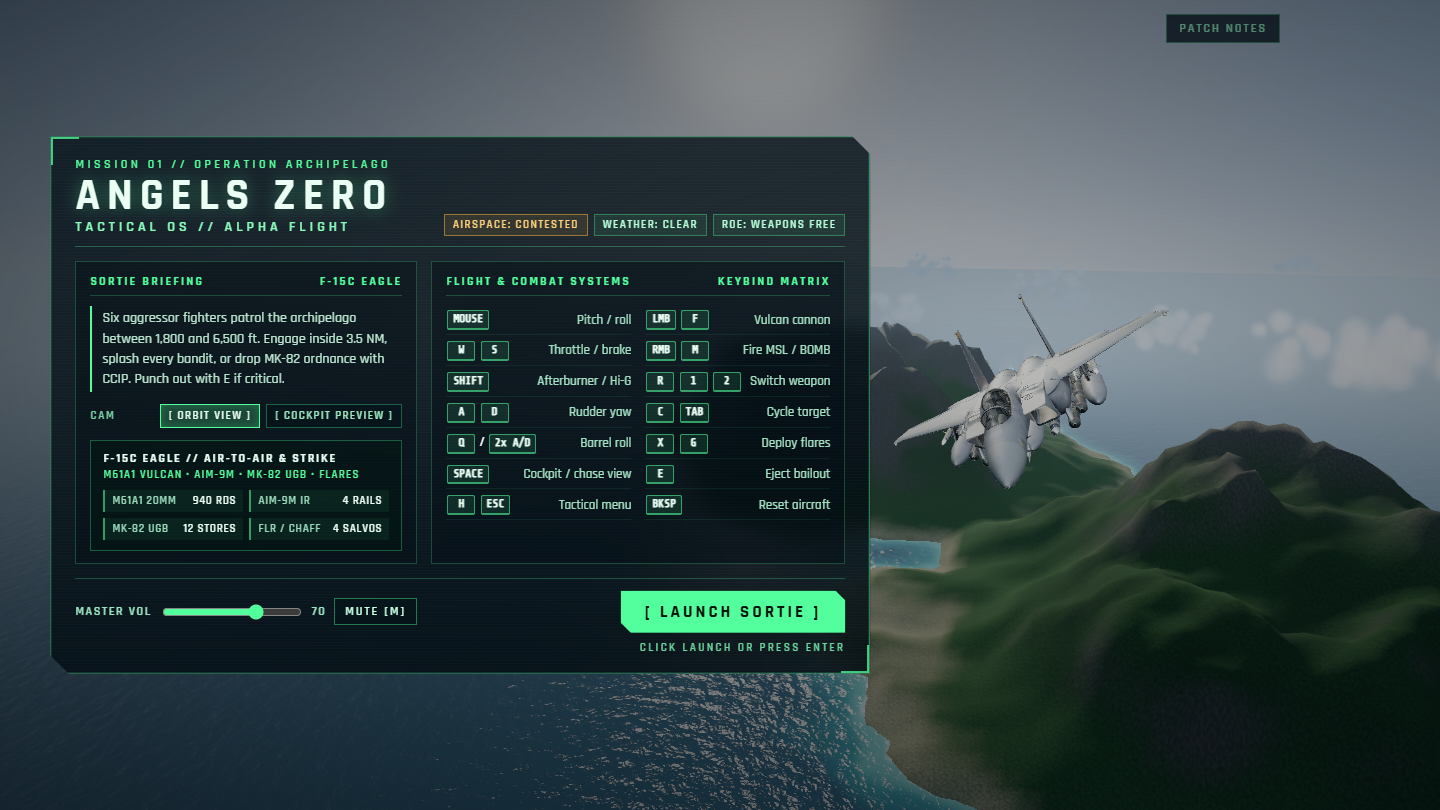 PATCH NOTES
MISSION 01 // OPERATION ARCHIPELAGO
ANGELS ZERO
TACTICAL OS // ALPHA FLIGHT
AIRSPACE: CONTESTED
WEATHER: CLEAR
ROE: WEAPONS FREE
SORTIE BRIEFING
F-15C EAGLE
Six aggressor fighters patrol the archipelago
between 1,800 and 6,500 ft. Engage inside 3.5 NM,
splash every bandit, or drop MK-82 ordnance with
CCIP. Punch out with E if critical.
CAM
[ ORBIT VIEW ]
[ COCKPIT PREVIEW ]
F-15C EAGLE // AIR-TO-AIR & STRIKE
M61A1 VULCAN • AIM-9M • MK-82 UGB • FLARES
M61A1 20MM 940 RDS
AIM-9M IR 4 RAILS
MK-82 UGB 12 STORES
FLR / CHAFF 4 SALVOS
FLIGHT & COMBAT SYSTEMS
KEYBIND MATRIX
MOUSE Pitch / roll
W S Throttle / brake
SHIFT Afterburner / Hi-G
A D Rudder yaw
Q / 2x A/D Barrel roll
SPACE Cockpit / chase view
H ESC Tactical menu
LMB F Vulcan cannon
RMB M Fire MSL / BOMB
R 1 2 Switch weapon
C TAB Cycle target
X G Deploy flares
E Eject bailout
BKSP Reset aircraft
MASTER VOL
70
MUTE [M]
[ LAUNCH SORTIE ]
CLICK LAUNCH OR PRESS ENTER